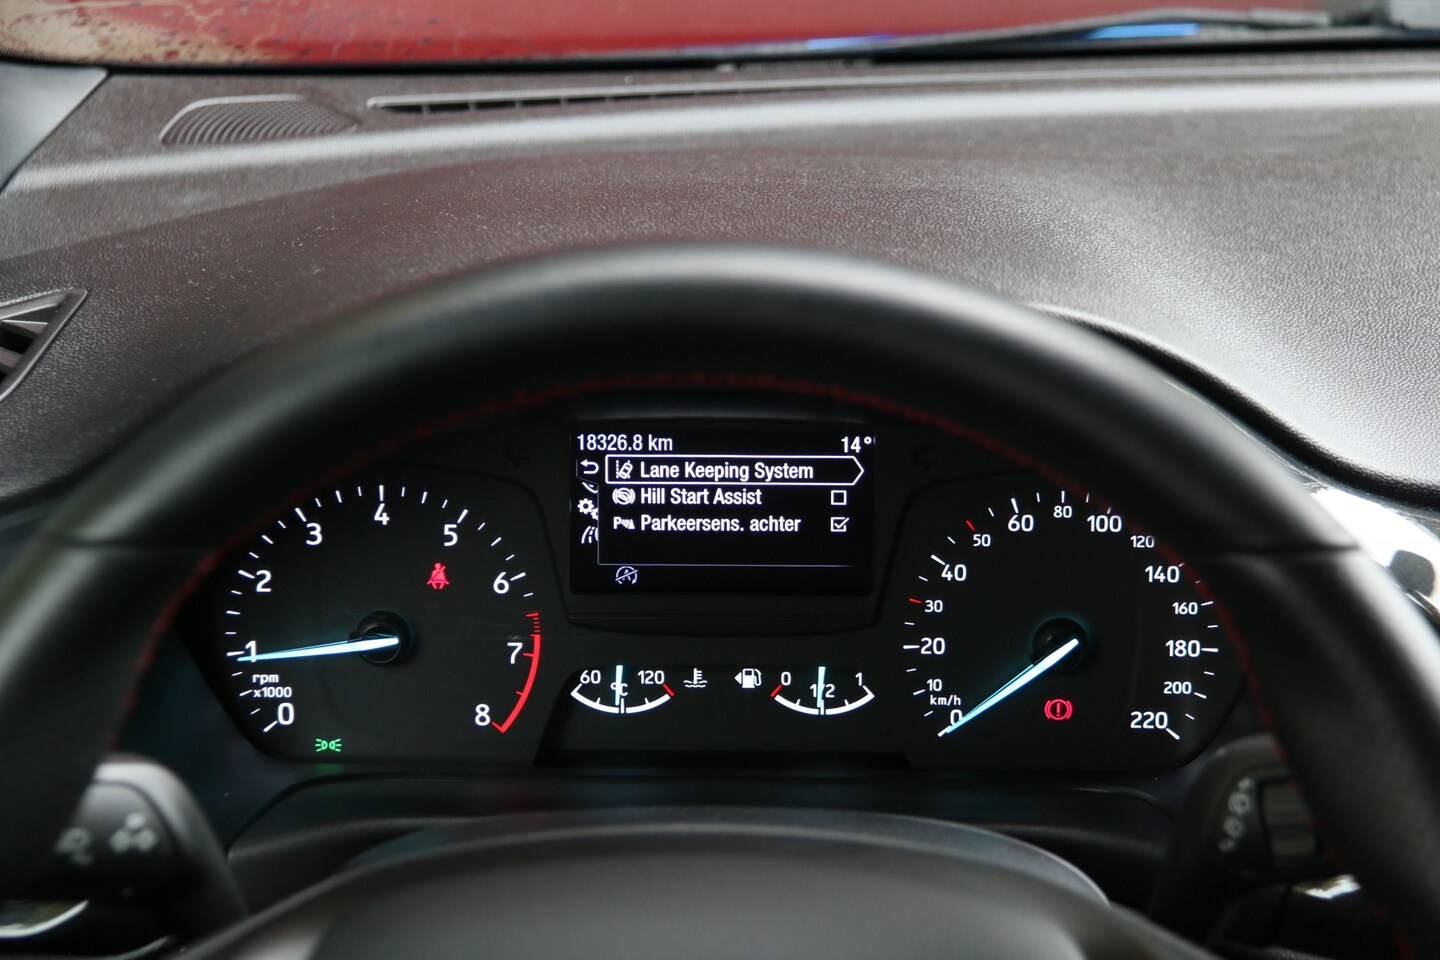 18326.8 km 14°
Lane Keeping System
Hill Start Assist
Parkeersens. achter
0 1 2 3 4 5 6 7 8
rpm
x1000
60 °C 120
0 1/2 1
0 10 20 30 40 50 60 80 100 120 140 160 180 200 220
km/h